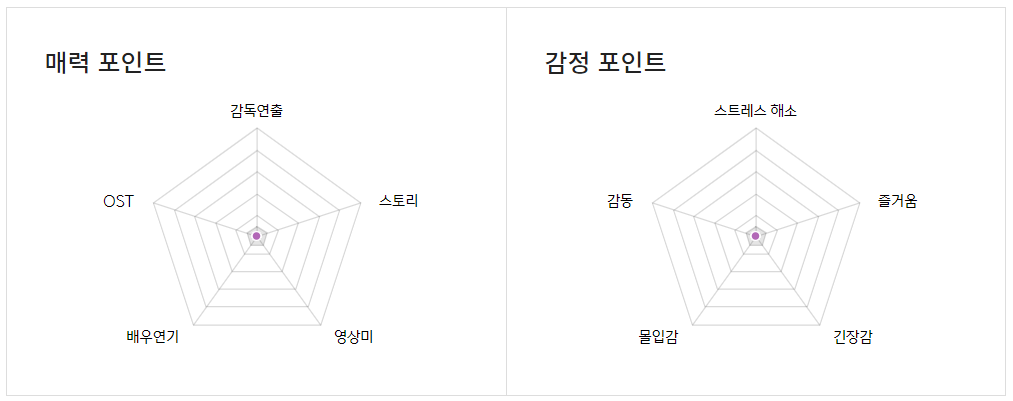 매력 포인트
감독연출
OST
스토리
배우연기
영상미
감정 포인트
스트레스 해소
감동
즐거움
몰입감
긴장감